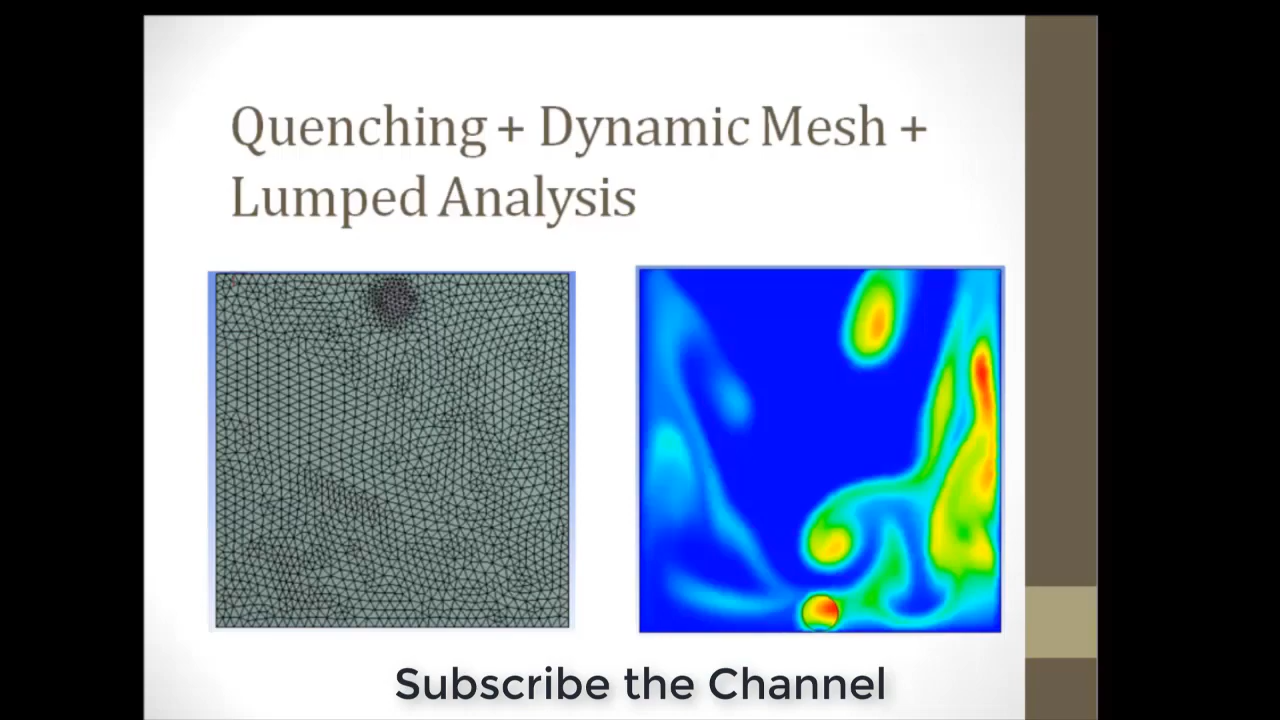 Quenching + Dynamic Mesh +
Lumped Analysis
Subscribe the Channel